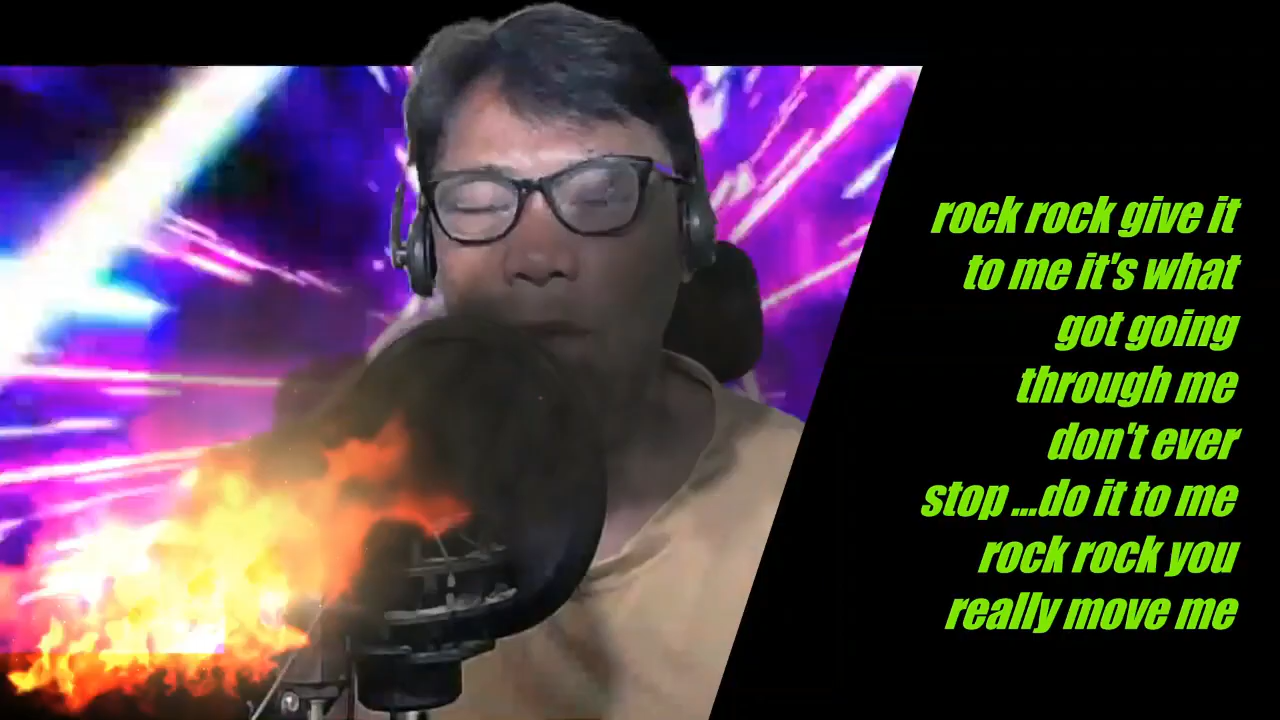 rock rock give it
to me it's what
got going
through me
don't ever
stop ...do it to me
rock rock you
really move me